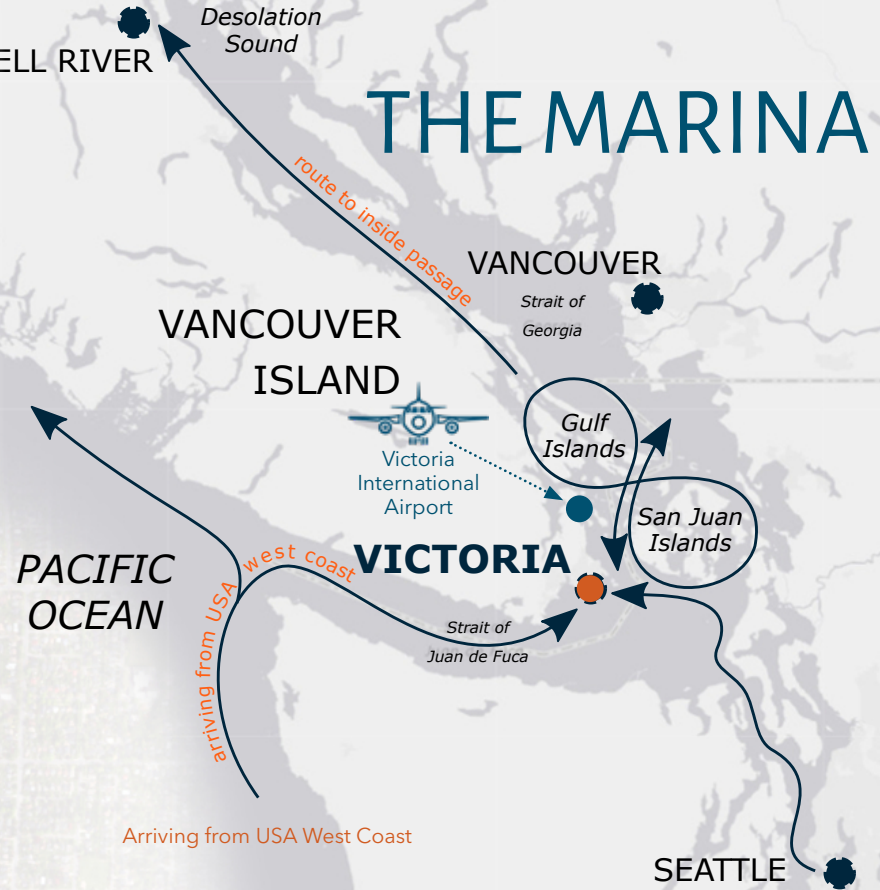 Desolation
Sound
ELL RIVER
THE MARINA
route to inside passage
VANCOUVER
Strait of
Georgia
VANCOUVER
ISLAND
Gulf
Islands
Victoria
International
Airport
San Juan
Islands
VICTORIA
west coast
arriving from USA
PACIFIC
OCEAN
Strait of
Juan de Fuca
Arriving from USA West Coast
SEATTLE